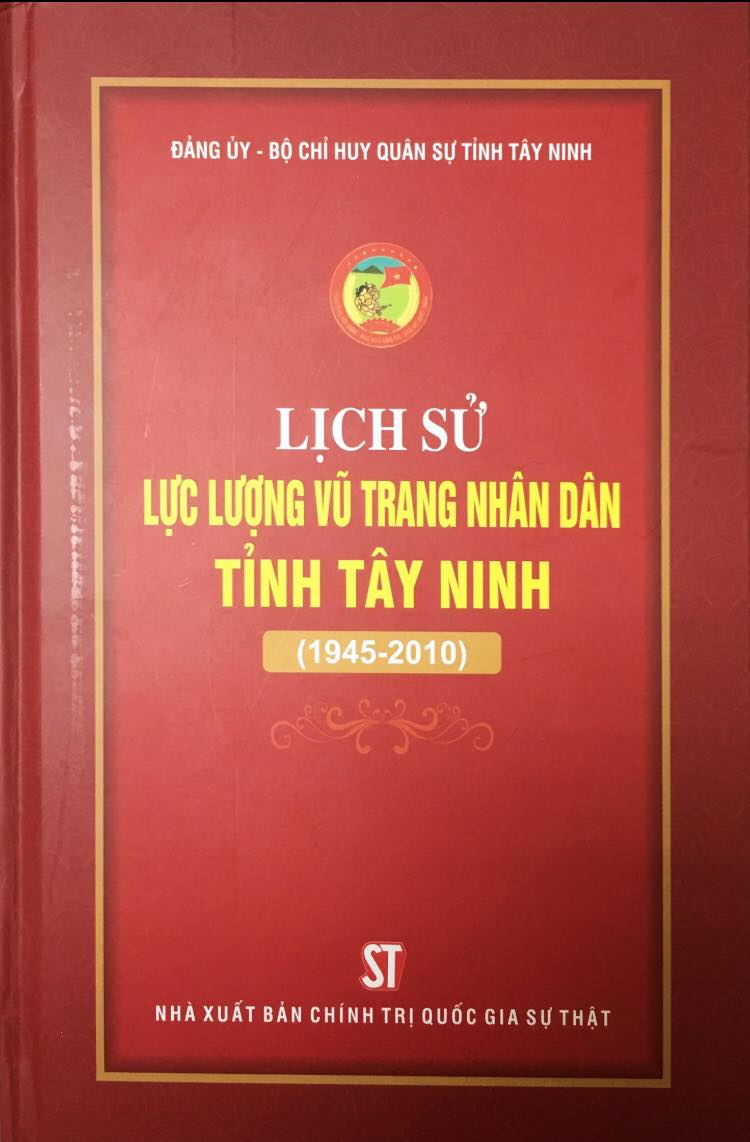 ĐẢNG ỦY - BỘ CHỈ HUY QUÂN SỰ TỈNH TÂY NINH
LỊCH SỬ
LỰC LƯỢNG VŨ TRANG NHÂN DÂN
TỈNH TÂY NINH
(1945-2010)
ST
NHÀ XUẤT BẢN CHÍNH TRỊ QUỐC GIA SỰ THẬT